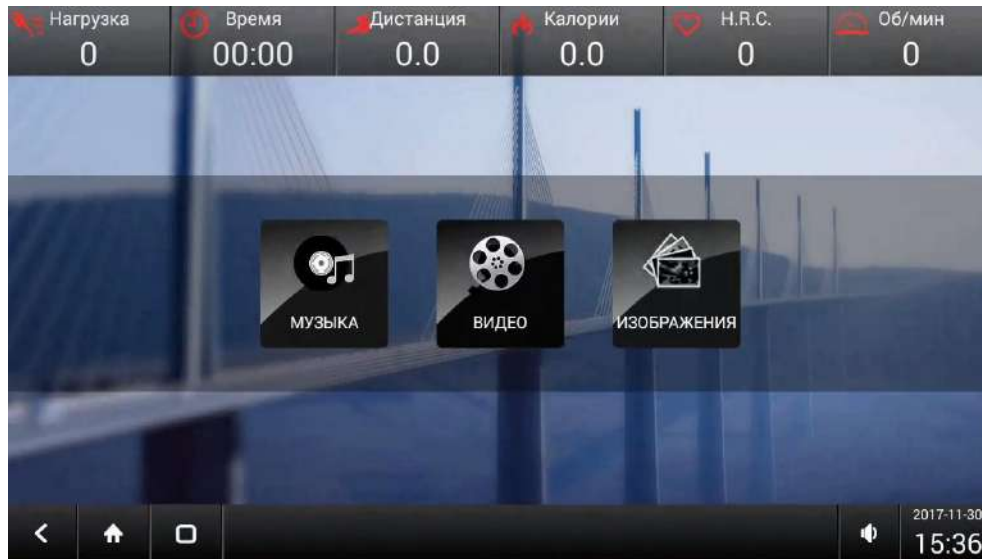 Нагрузка
0
Время
00:00
Дистанция
0.0
Калории
0.0
H.R.C.
0
Об/мин
0
МУЗЫКА
ВИДЕО
ИЗОБРАЖЕНИЯ
2017-11-30
15:36